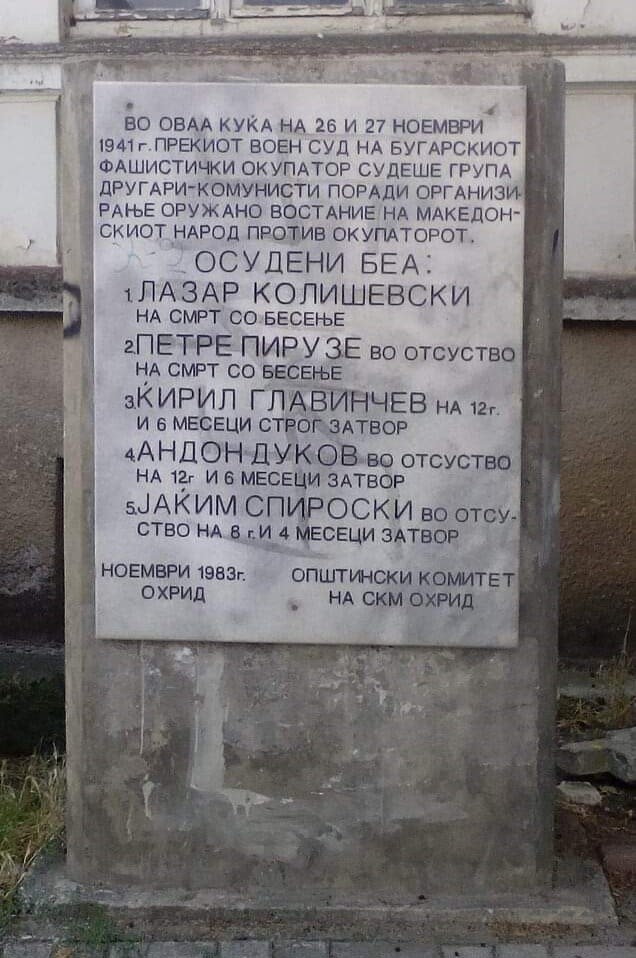 ВО ОВАА КУЌА НА 26 И 27 НОЕМВРИ
1941г. ПРЕКИОТ ВОЕН СУД НА БУГАРСКИОТ
ФАШИСТИЧКИ ОКУПАТОР СУДЕШЕ ГРУПА
ДРУГАРИ-КОМУНИСТИ ПОРАДИ ОРГАНИЗИ-
РАЊЕ ОРУЖАНО ВОСТАНИЕ НА МАКЕДОН-
СКИОТ НАРОД ПРОТИВ ОКУПАТОРОТ.
ОСУДЕНИ БЕА:
1. ЛАЗАР КОЛИШЕВСКИ
НА СМРТ СО БЕСЕЊЕ
2. ПЕТРЕ ПИРУЗЕ ВО ОТСУСТВО
НА СМРТ СО БЕСЕЊЕ
3. ЌИРИЛ ГЛАВИНЧЕВ НА 12г.
И 6 МЕСЕЦИ СТРОГ ЗАТВОР
4. АНДОН ДУКОВ ВО ОТСУСТВО
НА 12г И 6 МЕСЕЦИ ЗАТВОР
5. ЈАЌИМ СПИРОСКИ ВО ОТСУ-
СТВО НА 8 г. И 4 МЕСЕЦИ ЗАТВОР
НОЕМВРИ 1983г. ОПШТИНСКИ КОМИТЕТ
ОХРИД НА СКМ ОХРИД